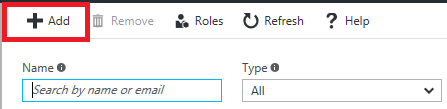 Add Remove Roles Refresh ? Help
Name Type
Search by name or email All